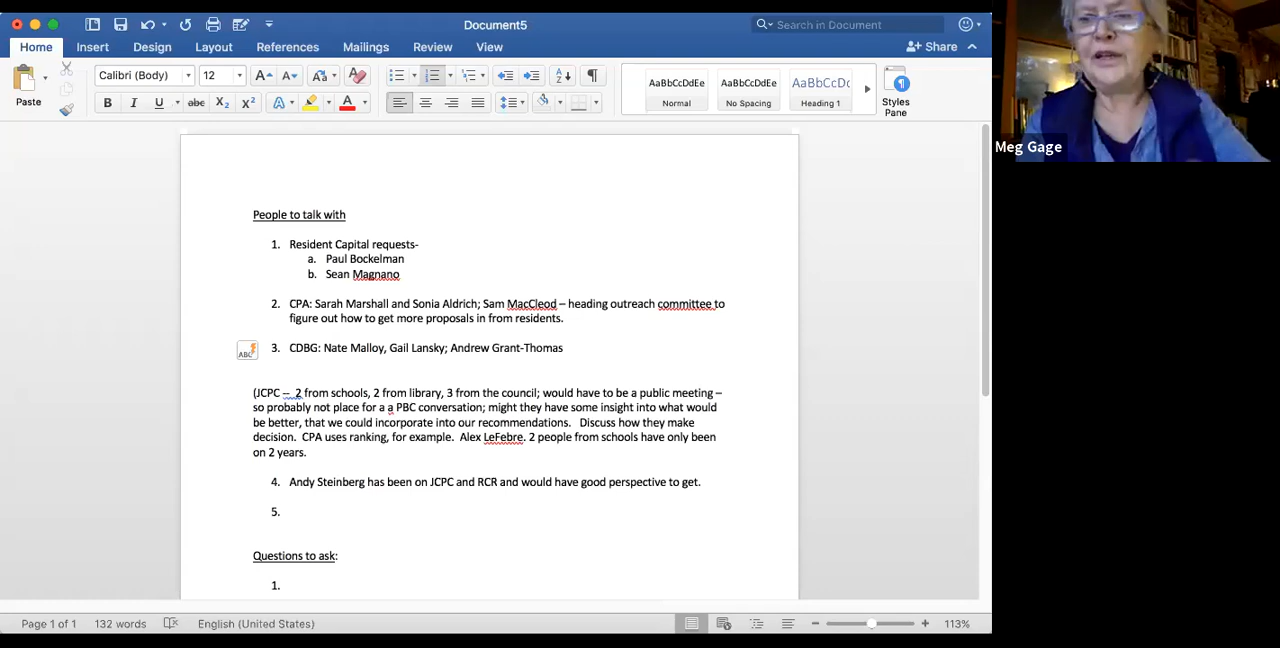 Document5
Search in Document
Home Insert Design Layout References Mailings Review View
Share
Paste
Calibri (Body) 12
AaBbCcDdEe AaBbCcDdEe AaBbCcDc
Normal No Spacing Heading 1
Styles
Pane
Meg Gage
People to talk with
1. Resident Capital requests-
a. Paul Bockelman
b. Sean Magnano
2. CPA: Sarah Marshall and Sonia Aldrich; Sam MacCleod – heading outreach committee to
figure out how to get more proposals in from residents.
ABC
3. CDBG: Nate Malloy, Gail Lansky; Andrew Grant-Thomas
(JCPC – 2 from schools, 2 from library, 3 from the council; would have to be a public meeting –
so probably not place for a a PBC conversation; might they have some insight into what would
be better, that we could incorporate into our recommendations. Discuss how they make
decision. CPA uses ranking, for example. Alex LeFebre. 2 people from schools have only been
on 2 years.
4. Andy Steinberg has been on JCPC and RCR and would have good perspective to get.
5.
Questions to ask:
1.
Page 1 of 1 132 words English (United States) 113%